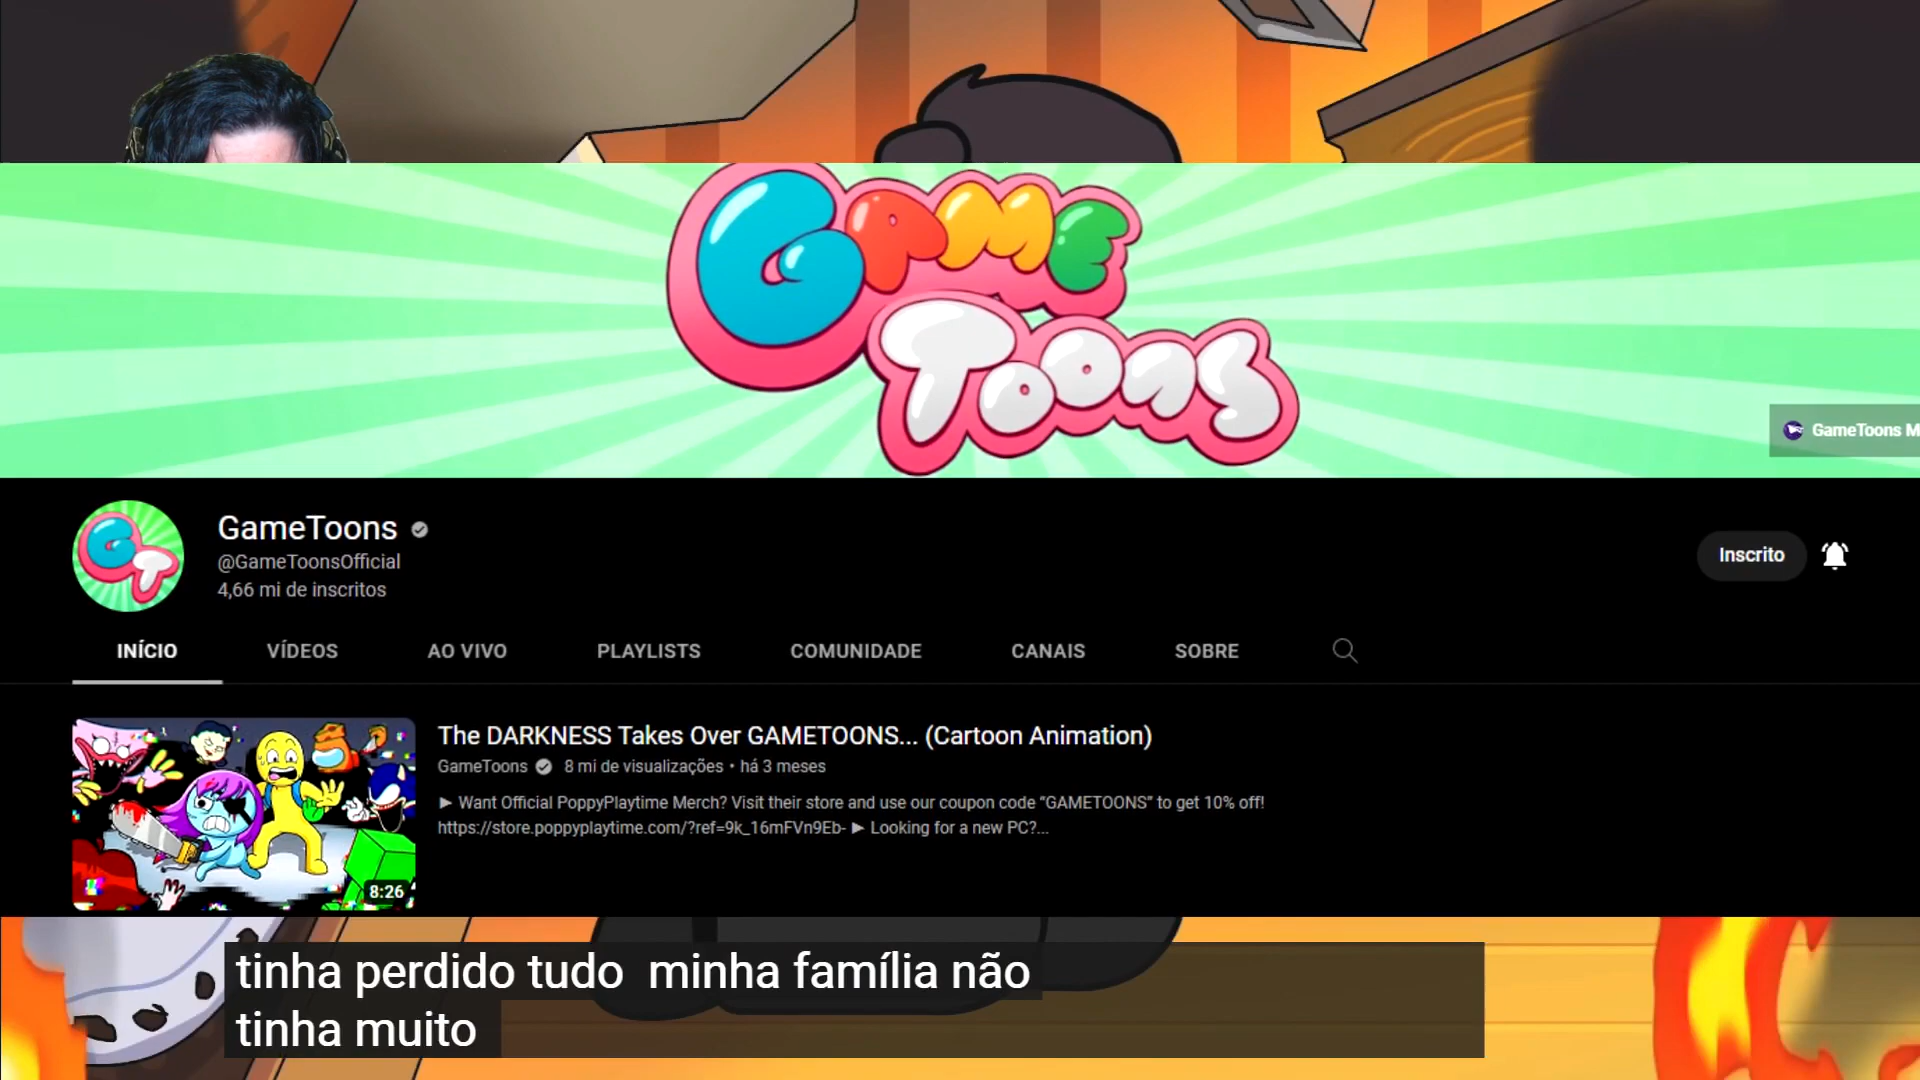 GAME
Toons
GameToons M
GT
GameToons
@GameToonsOfficial
4,66 mi de inscritos
Inscrito
INÍCIO VÍDEOS AO VIVO PLAYLISTS COMUNIDADE CANAIS SOBRE
The DARKNESS Takes Over GAMETOONS... (Cartoon Animation)
GameToons 8 mi de visualizações • há 3 meses
► Want Official PoppyPlaytime Merch? Visit their store and use our coupon code “GAMETOONS” to get 10% off!
https://store.poppyplaytime.com/?ref=9k_16mFVn9Eb- ► Looking for a new PC?...
8:26
tinha perdido tudo minha família não
tinha muito